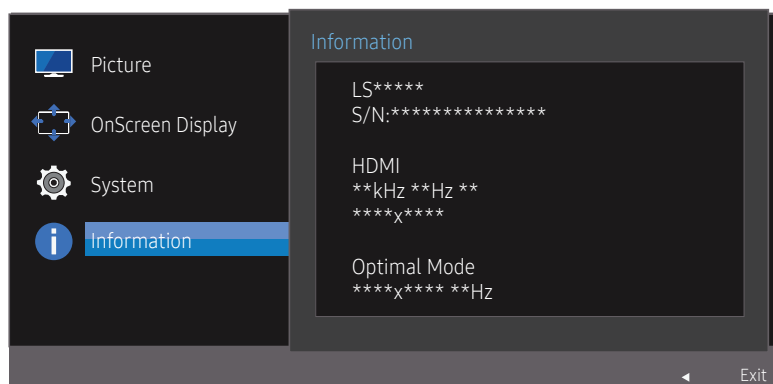 Picture
OnScreen Display
System
Information
Information
LS*****
S/N:***************
HDMI
**kHz **Hz **
****x****
Optimal Mode
****x**** **Hz
Exit